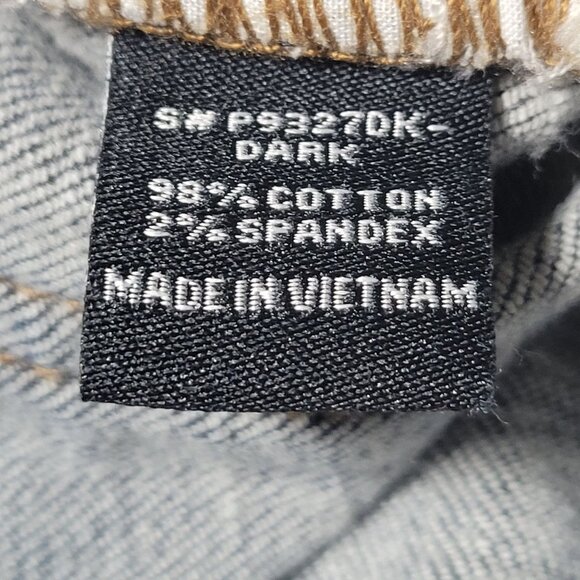 S# P9327DK-
DARK
98% COTTON
2% SPANDEX
MADE IN VIETNAM